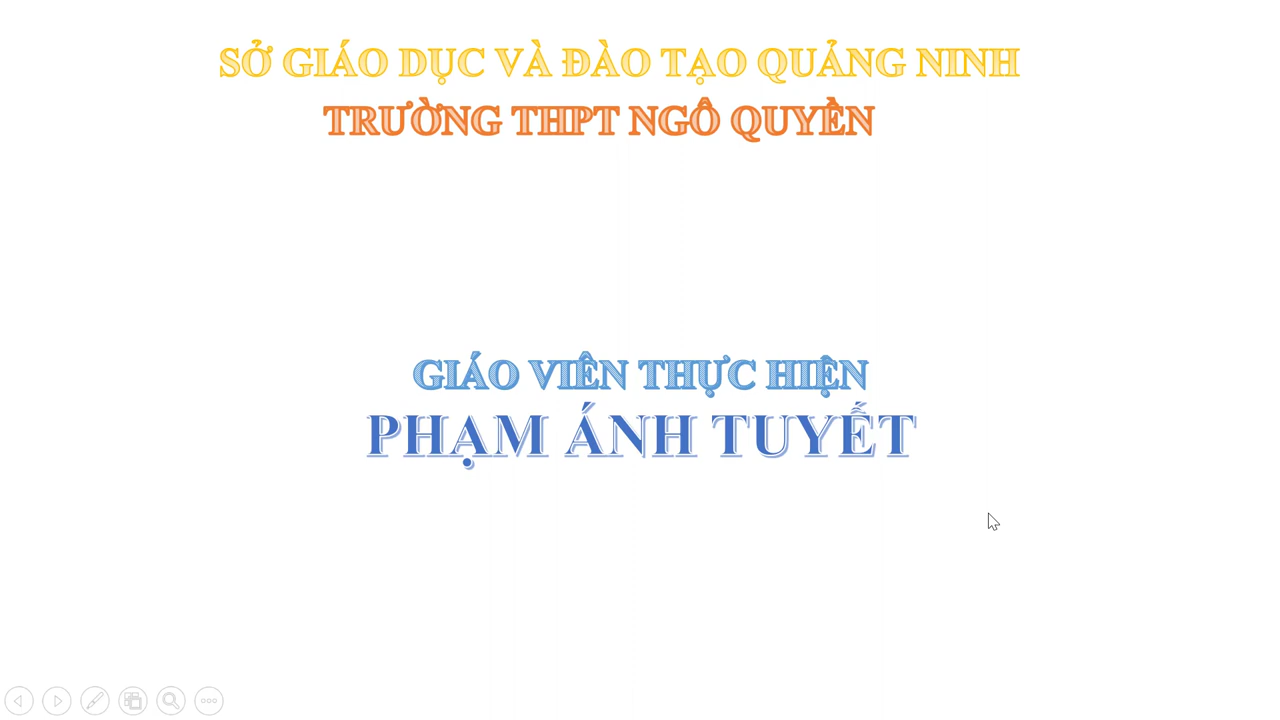 SỞ GIÁO DỤC VÀ ĐÀO TẠO QUẢNG NINH
TRƯỜNG THPT NGÔ QUYỀN
GIÁO VIÊN THỰC HIỆN
PHẠM ÁNH TUYẾT